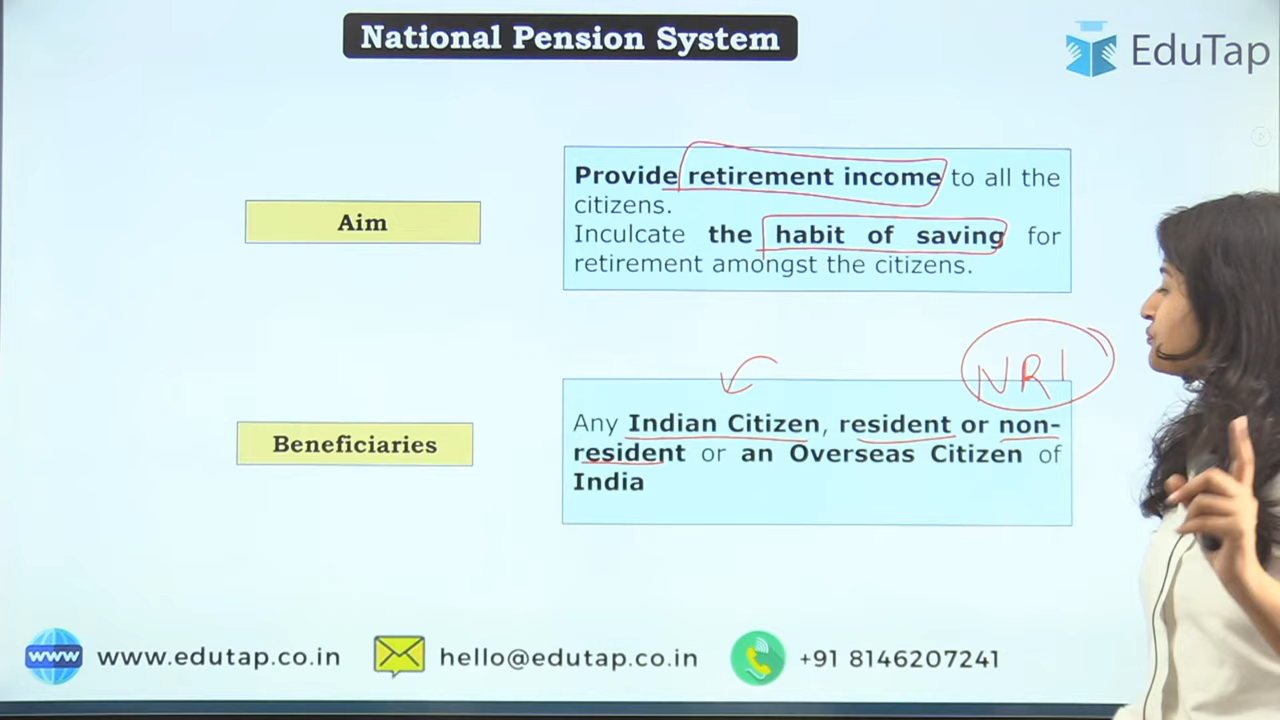 National Pension System
EduTap
Aim
Provide retirement income to all the
citizens.
Inculcate the habit of saving for
retirement amongst the citizens.
NRI
Beneficiaries
Any Indian Citizen, resident or non-
resident or an Overseas Citizen of
India
www
www.edutap.co.in
hello@edutap.co.in
+91 8146207241